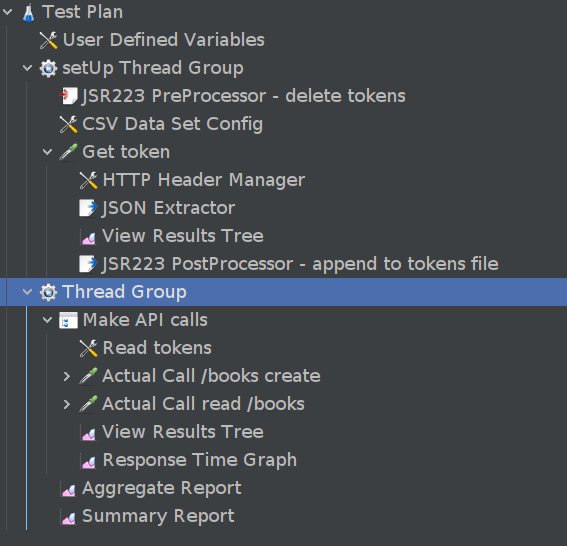 Test Plan
User Defined Variables
setUp Thread Group
JSR223 PreProcessor - delete tokens
CSV Data Set Config
Get token
HTTP Header Manager
JSON Extractor
View Results Tree
JSR223 PostProcessor - append to tokens file
Thread Group
Make API calls
Read tokens
Actual Call /books create
Actual Call read /books
View Results Tree
Response Time Graph
Aggregate Report
Summary Report